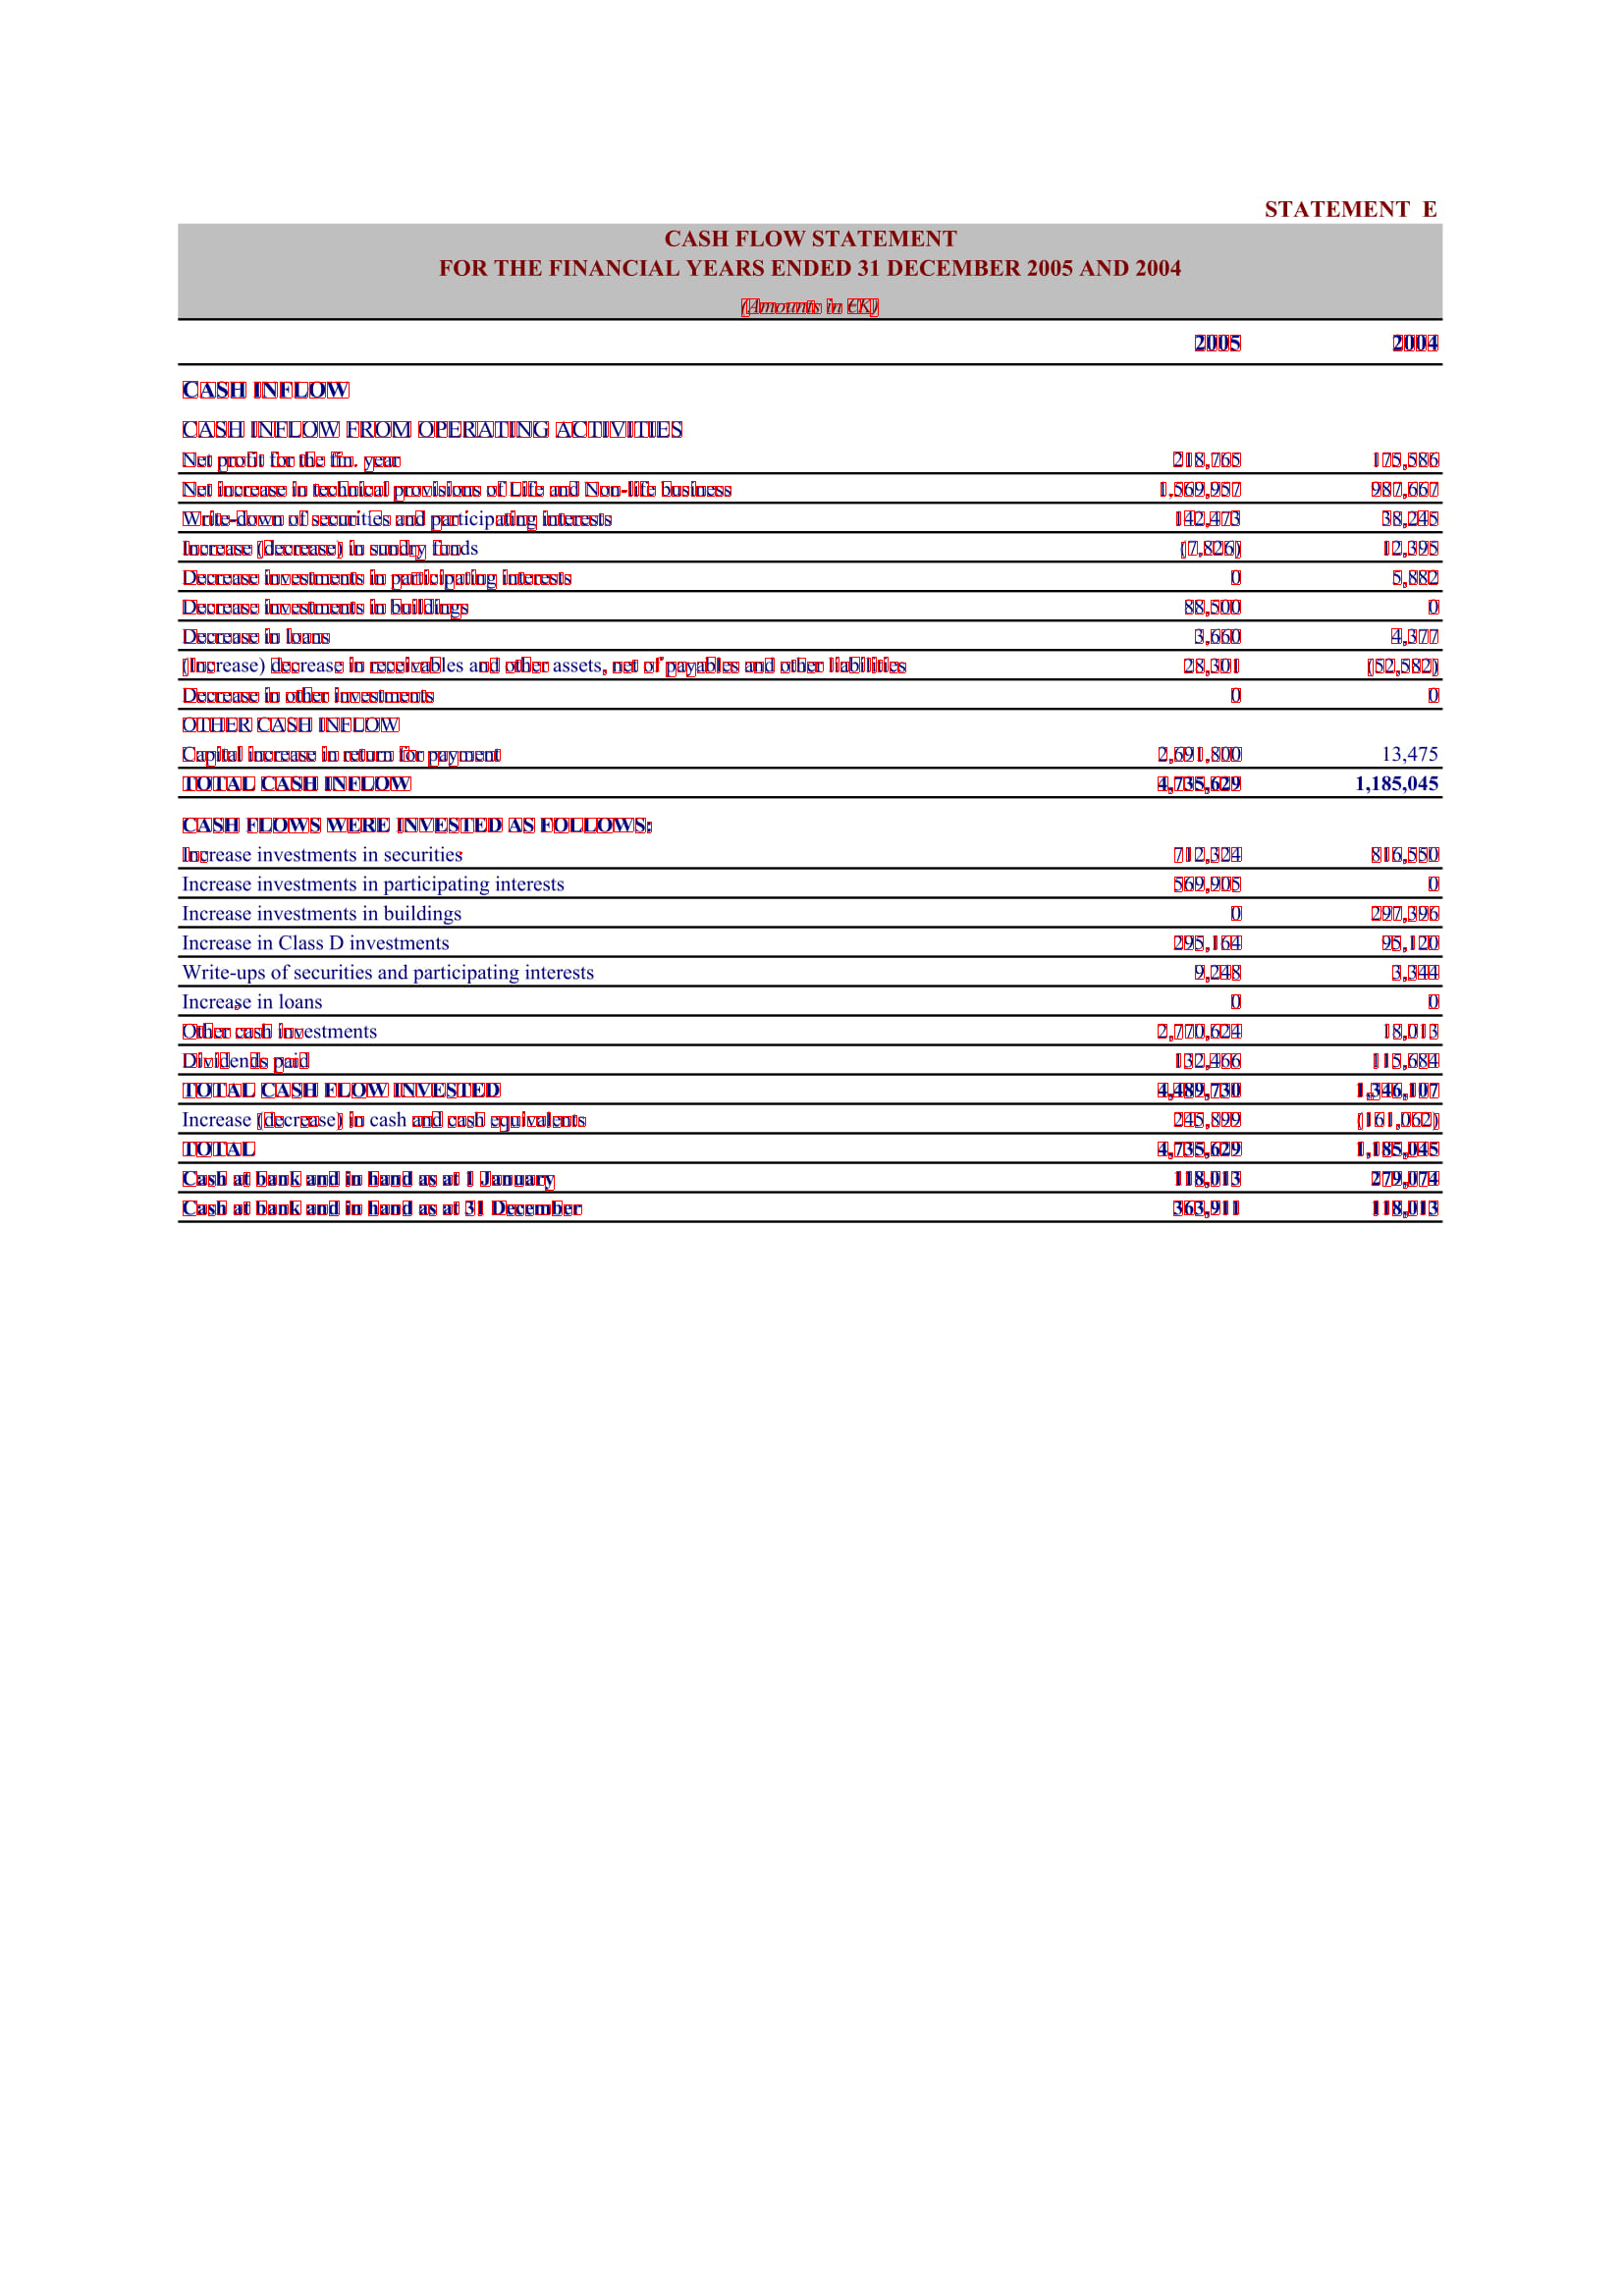 STATEMENT E
CASH FLOW STATEMENT
FOR THE FINANCIAL YEARS ENDED 31 DECEMBER 2005 AND 2004
(Amounts in €K)
2005 2004
CASH INFLOW
CASH INFLOW FROM OPERATING ACTIVITIES
Net profit for the fin. year 218,765 175,586
Net increase in technical provisions of Life and Non-life business 1,569,957 987,667
Write-down of securities and participating interests 142,473 38,245
Increase (decrease) in sundry funds (7,826) 12,395
Decrease investments in participating interests 0 5,882
Decrease investments in buildings 88,500 0
Decrease in loans 3,660 4,377
(Increase) decrease in receivables and other assets, net of payables and other liabilities 28,301 (52,582)
Decrease in other investments 0 0
OTHER CASH INFLOW
Capital increase in return for payment 2,691,800 13,475
TOTAL CASH INFLOW 4,735,629 1,185,045
CASH FLOWS WERE INVESTED AS FOLLOWS:
Increase investments in securities 712,324 816,550
Increase investments in participating interests 569,905 0
Increase investments in buildings 0 297,396
Increase in Class D investments 295,164 95,120
Write-ups of securities and participating interests 9,248 3,344
Increase in loans 0 0
Other cash investments 2,770,624 18,013
Dividends paid 132,466 115,684
TOTAL CASH FLOW INVESTED 4,489,730 1,346,107
Increase (decrease) in cash and cash equivalents 245,899 (161,062)
TOTAL 4,735,629 1,185,045
Cash at bank and in hand as at 1 January 118,013 279,074
Cash at bank and in hand as at 31 December 363,911 118,013